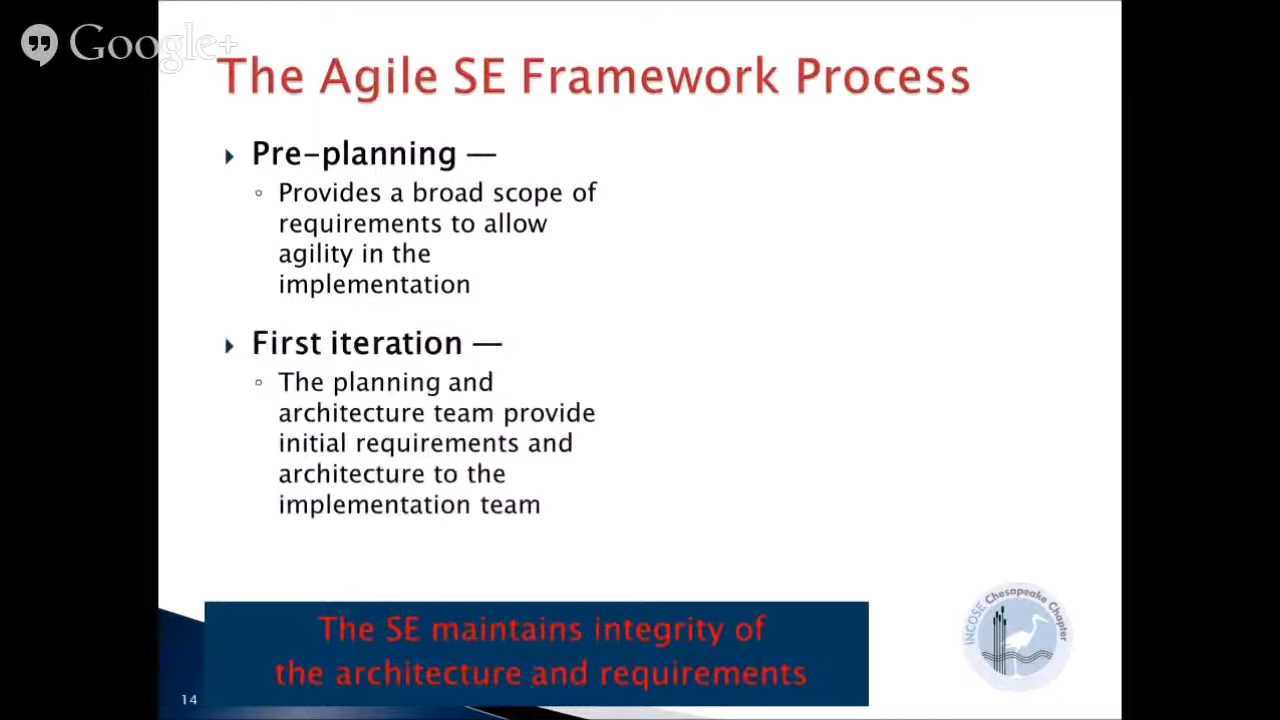 Google+
The Agile SE Framework Process
Pre-planning —
Provides a broad scope of
requirements to allow
agility in the
implementation
First iteration —
The planning and
architecture team provide
initial requirements and
architecture to the
implementation team
The SE maintains integrity of
the architecture and requirements
INCOSE Chesapeake Chapter
14